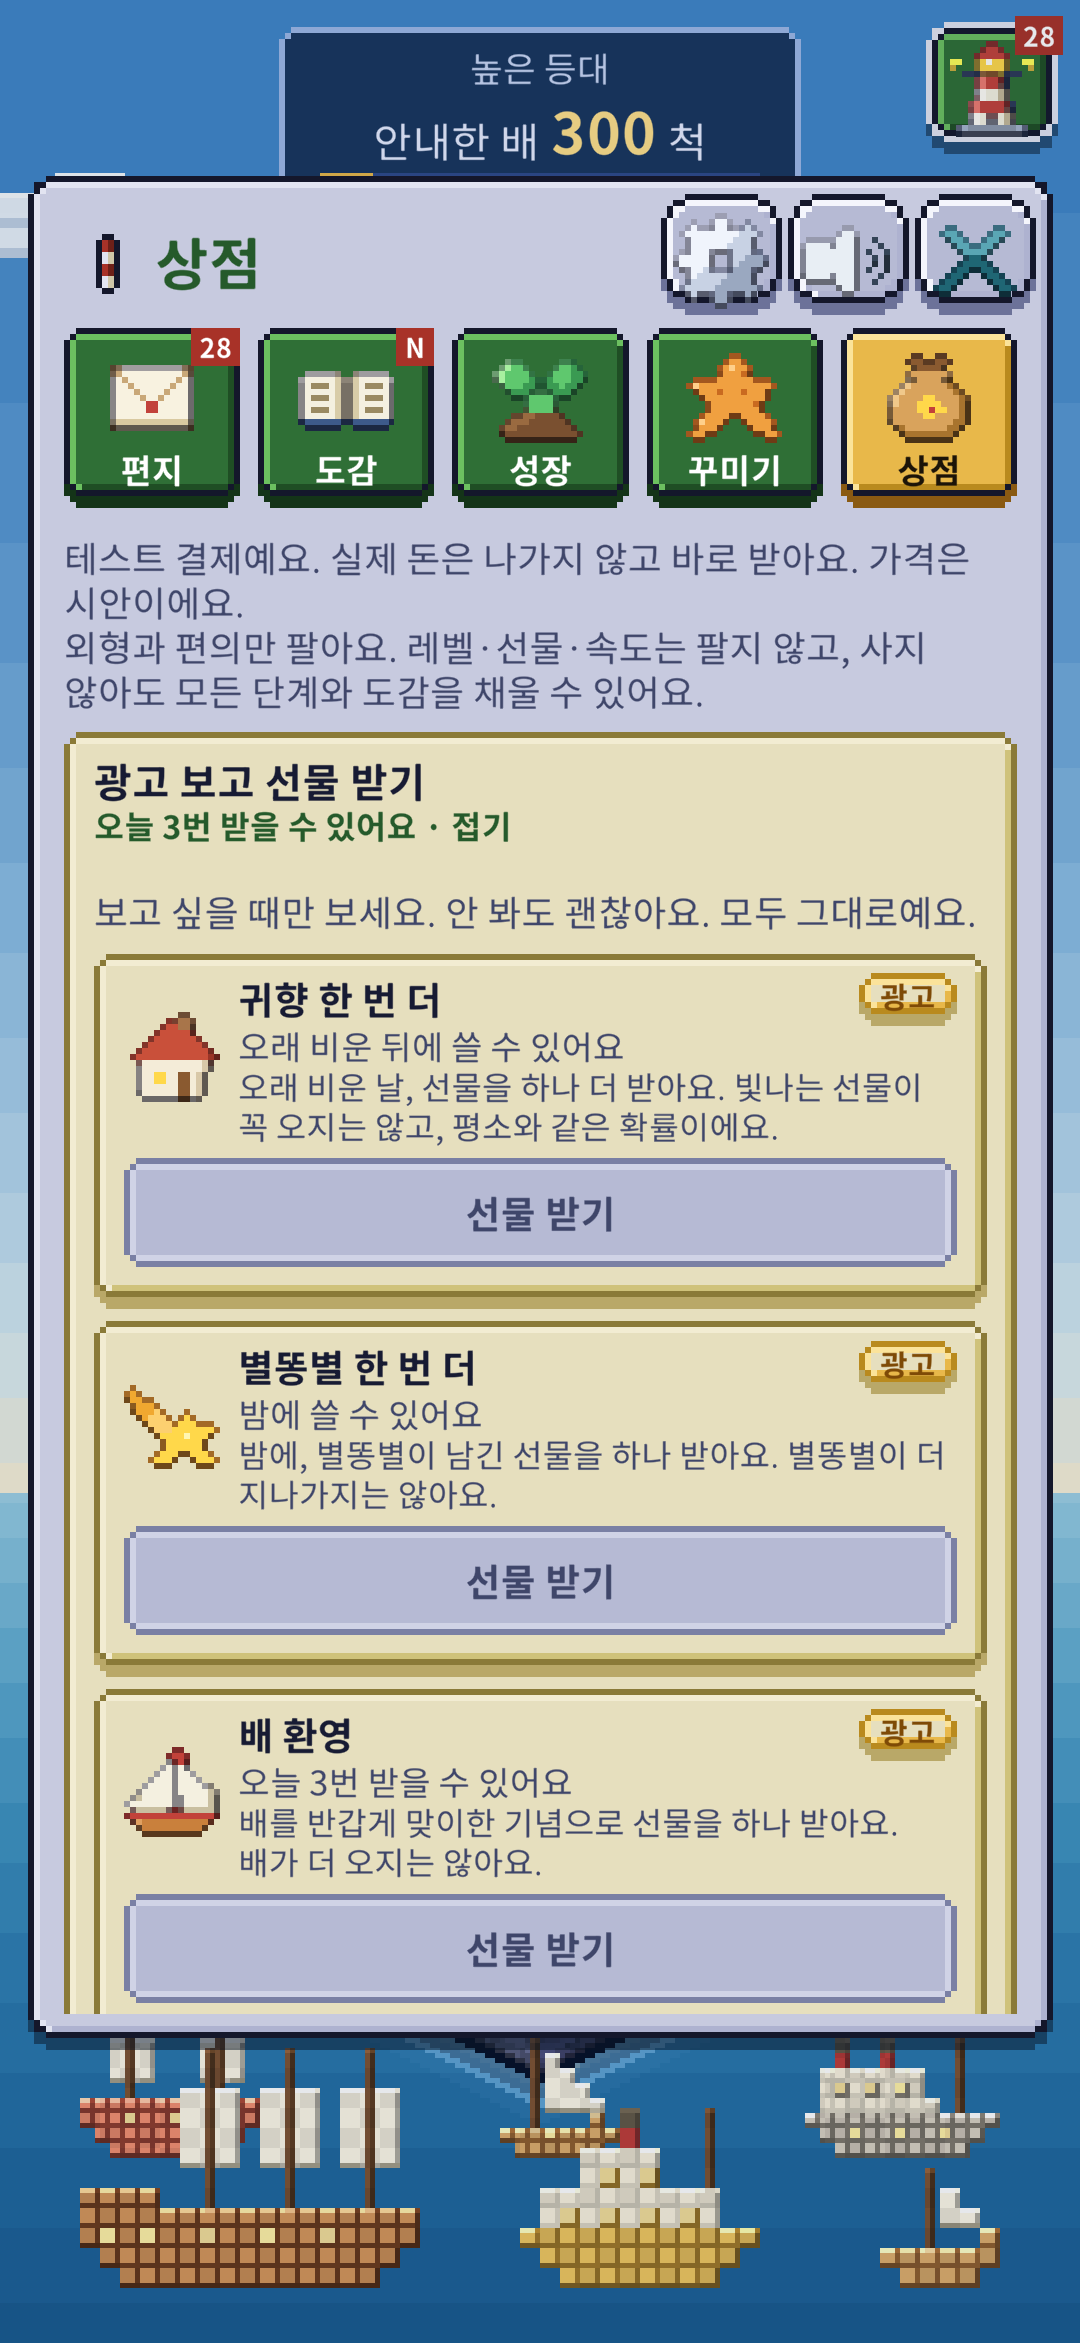 높은 등대
28
안내한 배 300 척
상점
28
N
편지
도감
성장
꾸미기
상점
테스트 결제예요. 실제 돈은 나가지 않고 바로 받아요. 가격은
시안이에요.
외형과 편의만 팔아요. 레벨·선물·속도는 팔지 않고, 사지
않아도 모든 단계와 도감을 채울 수 있어요.
광고 보고 선물 받기
오늘 3번 받을 수 있어요 · 접기
보고 싶을 때만 보세요. 안 봐도 괜찮아요. 모두 그대로예요.
귀향 한 번 더
광고
오래 비운 뒤에 쓸 수 있어요
오래 비운 날, 선물을 하나 더 받아요. 빛나는 선물이
꼭 오지는 않고, 평소와 같은 확률이에요.
선물 받기
별똥별 한 번 더
광고
밤에 쓸 수 있어요
밤에, 별똥별이 남긴 선물을 하나 받아요. 별똥별이 더
지나가지는 않아요.
선물 받기
배 환영
광고
오늘 3번 받을 수 있어요
배를 반갑게 맞이한 기념으로 선물을 하나 받아요.
배가 더 오지는 않아요.
선물 받기